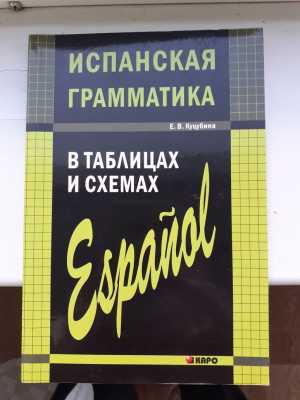 ИСПАНСКАЯ
ГРАММАТИКА
Е. В. Куцубина
В ТАБЛИЦАХ
И СХЕМАХ
Español
КАРО